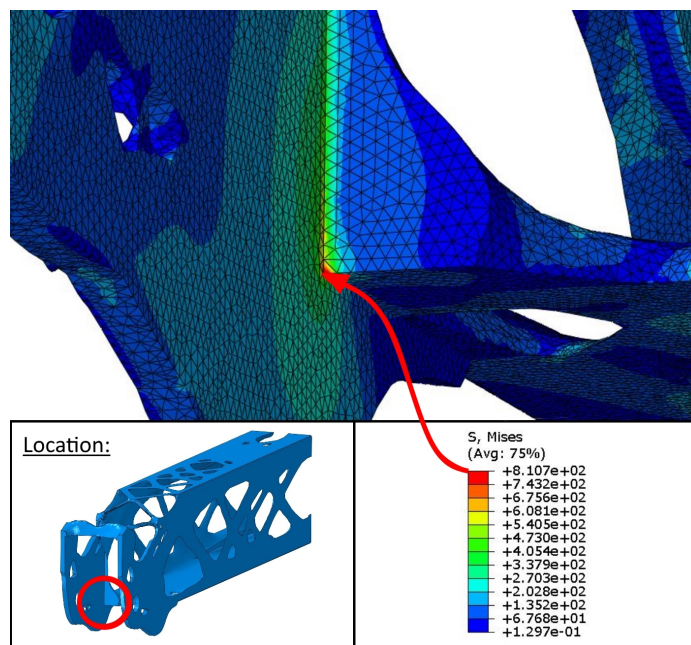 Location:
S, Mises
(Avg: 75%)
+8.107e+02
+7.432e+02
+6.756e+02
+6.081e+02
+5.405e+02
+4.730e+02
+4.054e+02
+3.379e+02
+2.703e+02
+2.028e+02
+1.352e+02
+6.768e+01
+1.297e-01